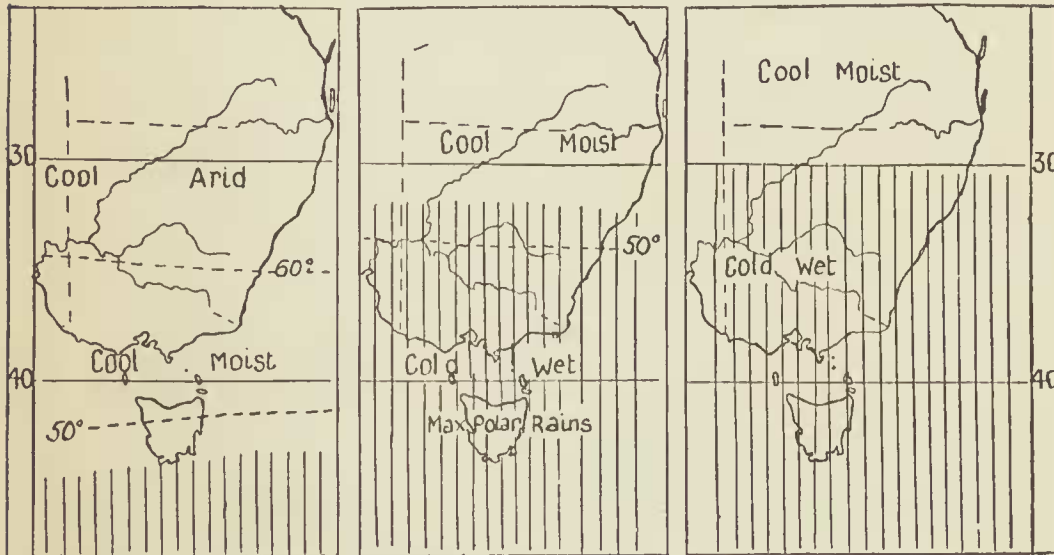 30
Cool Arid
60°
Cool Moist
40
50°
Cool Moist
50°
Cold Wet
Max Polar Rains
Cool Moist
30
Cold Wet
40